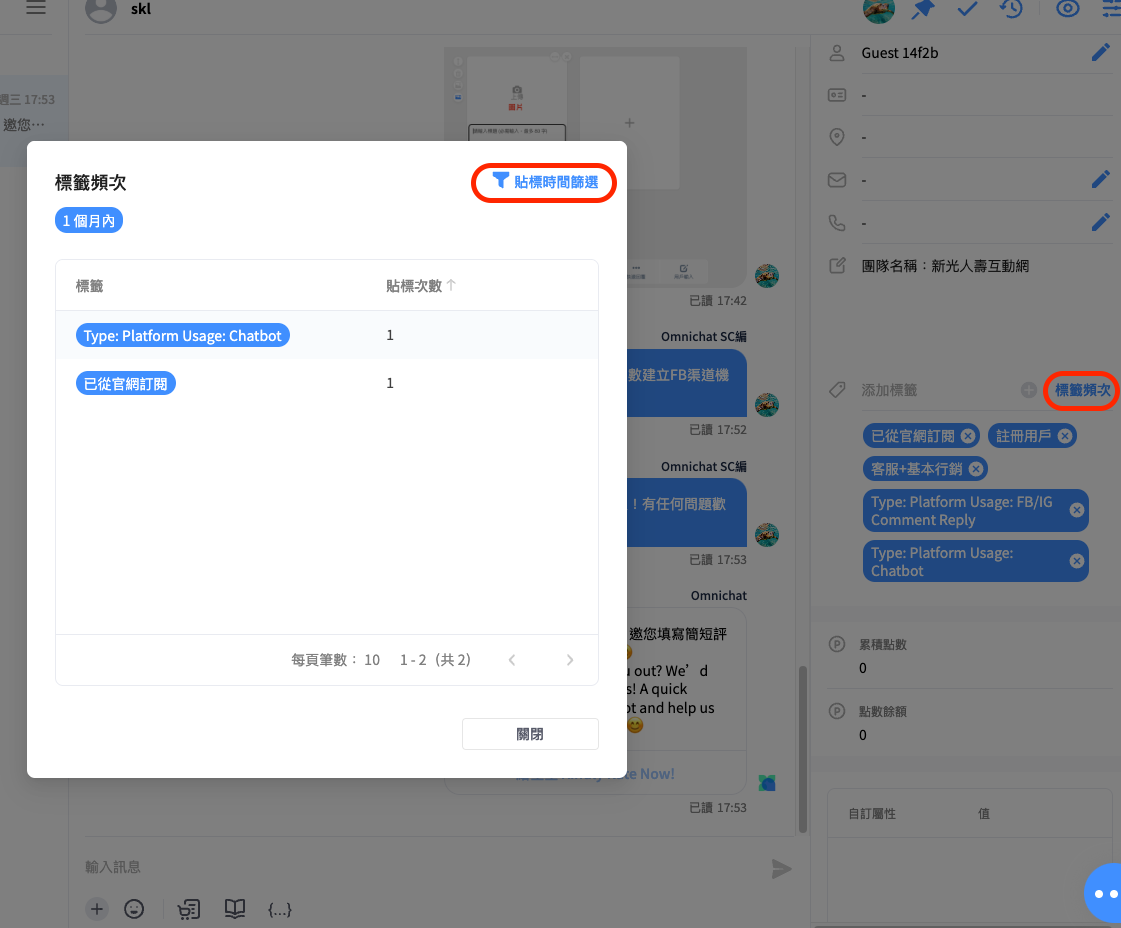 skl
週三 17:53
邀您…
Guest 14f2b
-
-
-
-
團隊名稱：新光人壽互動網
上傳
圖片
已讀 17:42
Omnichat SC編
數建立FB渠道機
已讀 17:52
Omnichat SC編
！有任何問題歡
已讀 17:53
Omnichat
邀您填寫簡短評
u out? We’d
s! A quick
ot and help us
te Now!
已讀 17:53
標籤頻次
貼標時間篩選
1 個月內
標籤
貼標次數
Type: Platform Usage: Chatbot
1
已從官網訂閱
1
每頁筆數： 10 1 - 2（共 2）
關閉
添加標籤
標籤頻次
已從官網訂閱
註冊用戶
客服+基本行銷
Type: Platform Usage: FB/IG
Comment Reply
Type: Platform Usage:
Chatbot
累積點數
0
點數餘額
0
自訂屬性 值
輸入訊息
{...}